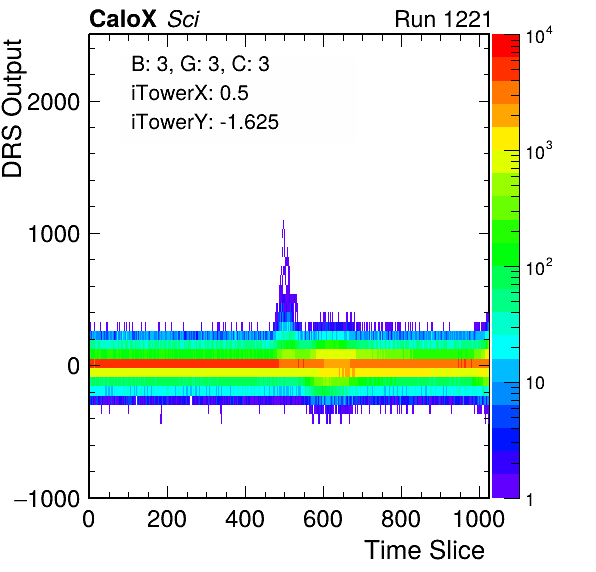 CaloX Sci Run 1221
B: 3, G: 3, C: 3
iTowerX: 0.5
iTowerY: -1.625
DRS Output
2000
1000
0
−1000
0 200 400 600 800 1000
Time Slice
10^4
10^3
10^2
10
1